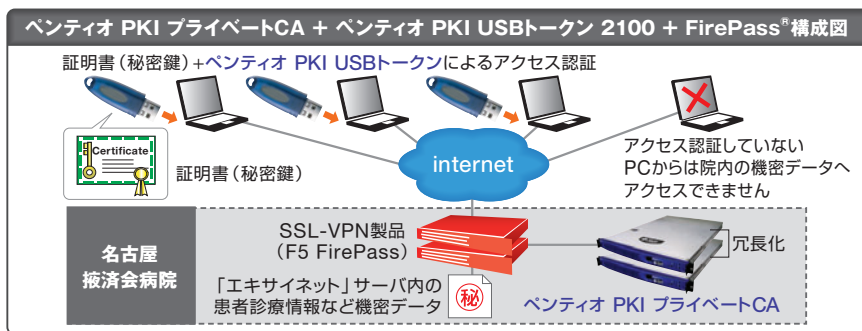 ペンティオ PKI プライベートCA + ペンティオ PKI USBトークン 2100 + FirePass®構成図
証明書(秘密鍵)+ペンティオ PKI USBトークンによるアクセス認証
Certificate
証明書(秘密鍵)
internet
アクセス認証していない
PCからは院内の機密データへ
アクセスできません
名古屋
掖済会病院
SSL-VPN製品
(F5 FirePass)
冗長化
「エキサイネット」サーバ内の
患者診療情報など機密データ
㊙
ペンティオ PKI プライベートCA